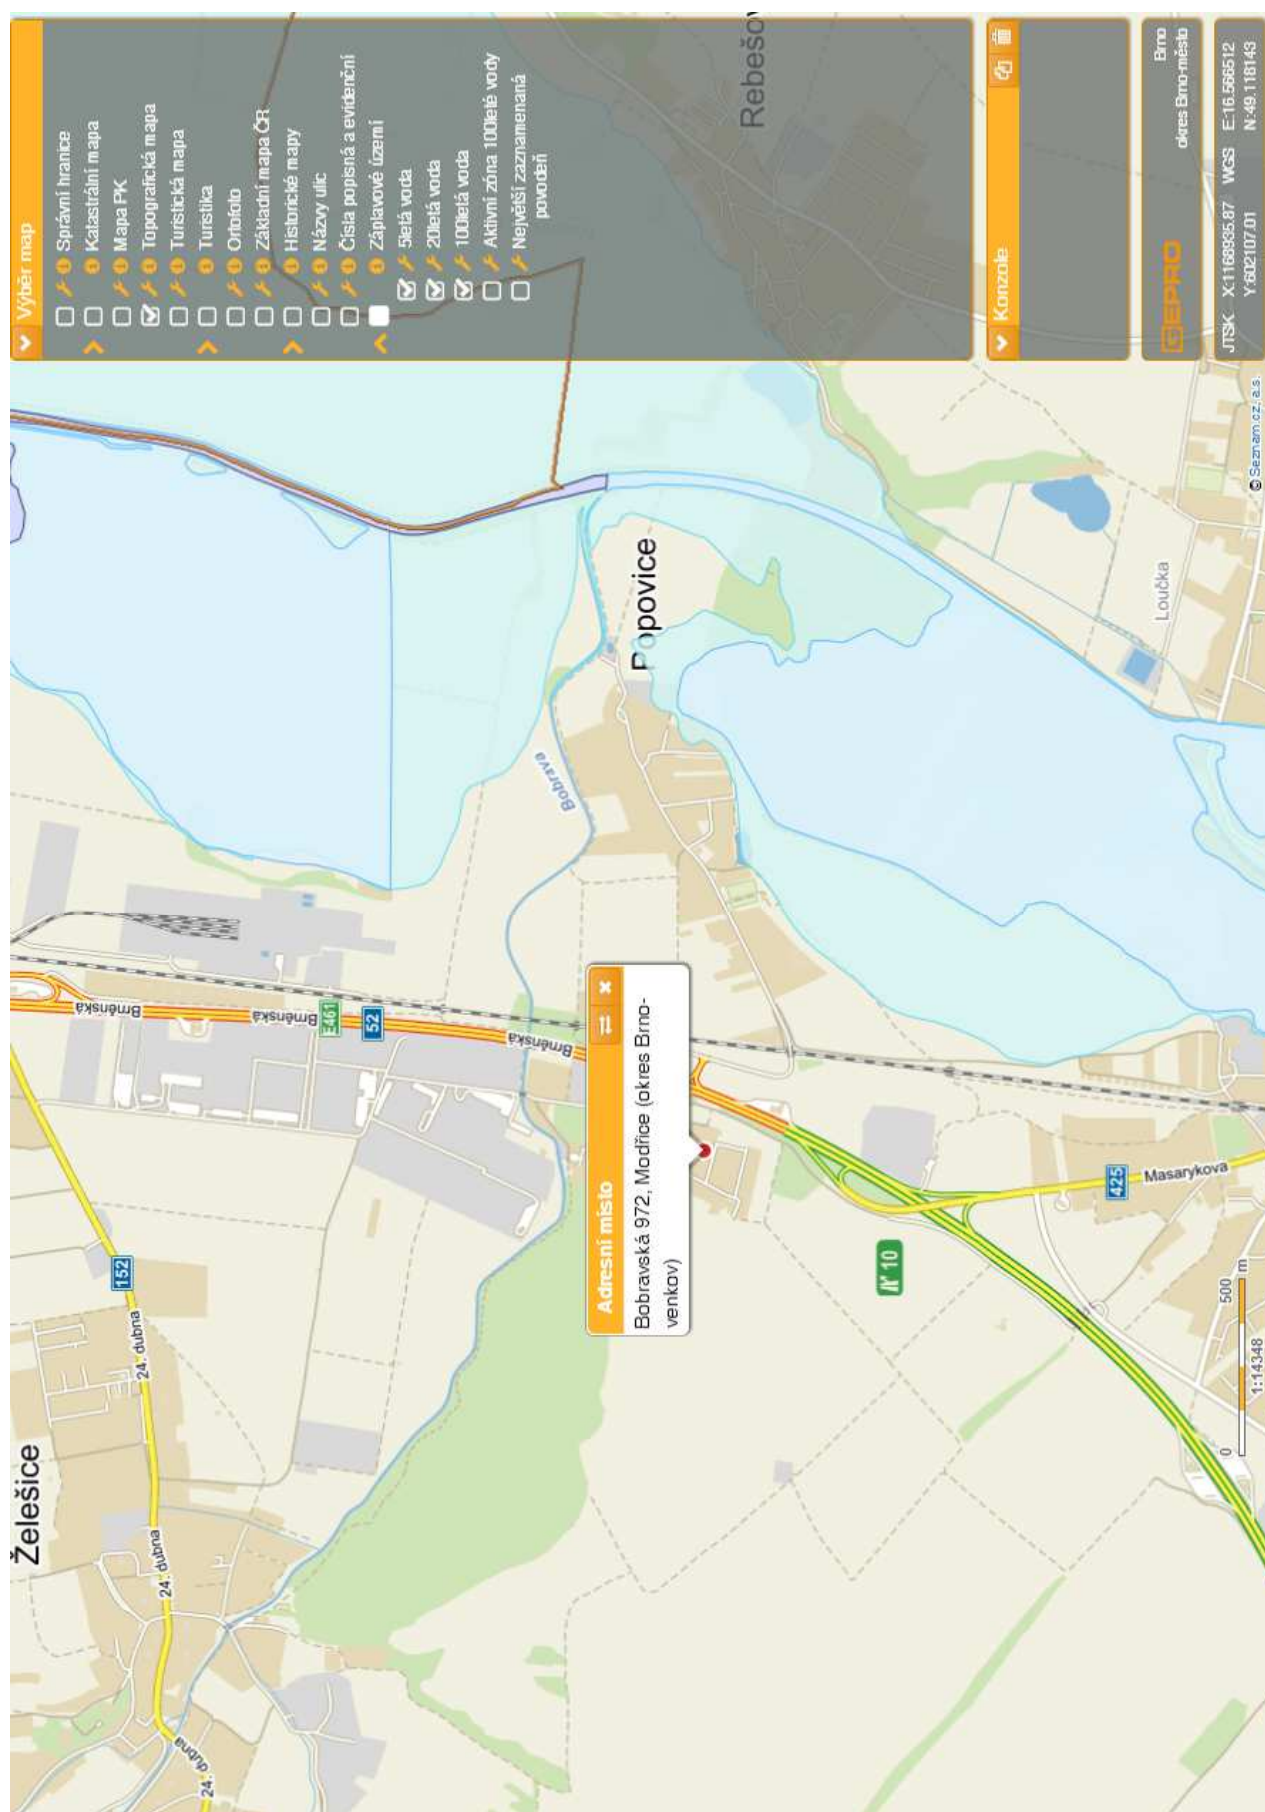 Výběr map
Správní hranice
Katastrální mapa
Mapa PK
Topografická mapa
Turistická mapa
Turistika
Ortofoto
Základní mapa ČR
Historické mapy
Názvy ulic
Čísla popisná a evidenční
Záplavové území
5letá voda
20letá voda
100letá voda
Aktivní zóna 100leté vody
Největší zaznamenaná
povodeň
Konzole
GEPRO
Brno
okres Brno-město
JTSK X:1168935.87 WGS E:16.566512
Y:602107.01 N:49.118143
© Seznam.cz, a.s.
Želešice
24. dubna
24. dubna
24. dubna
24. dubna
152
Brněnská
Brněnská
Brněnská
E461
52
Bobrava
Popovice
Rebešov
Loučka
Adresní místo
Bobravská 972, Modřice (okres Brno-
venkov)
10
425
Masarykova
0 500 m
1:14348